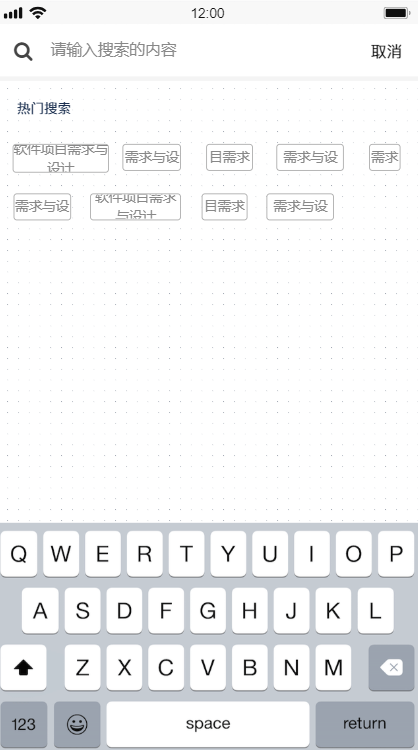 12:00
请输入搜索的内容 取消
热门搜索
软件项目需求与设计 需求与设 目需求 需求与设 需求
需求与设 软件项目需求与设计 目需求 需求与设
Q W E R T Y U I O P
A S D F G H J K L
Z X C V B N M
123 space return